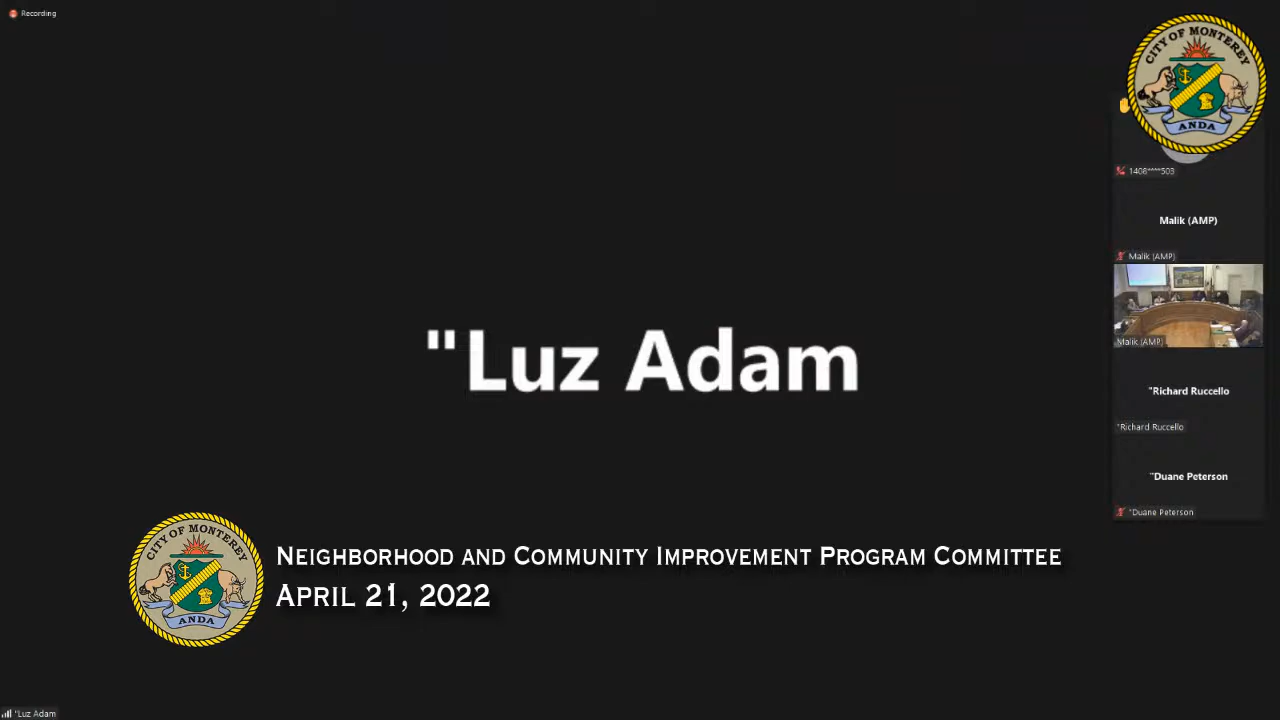 Recording
CITY OF MONTEREY
ANDA
1408****503
Malik (AMP)
Malik (AMP)
Malik (AMP)
"Luz Adam
"Richard Ruccello
"Richard Ruccello
"Duane Peterson
"Duane Peterson
CITY OF MONTEREY
ANDA
Neighborhood and Community Improvement Program Committee
April 21, 2022
"Luz Adam